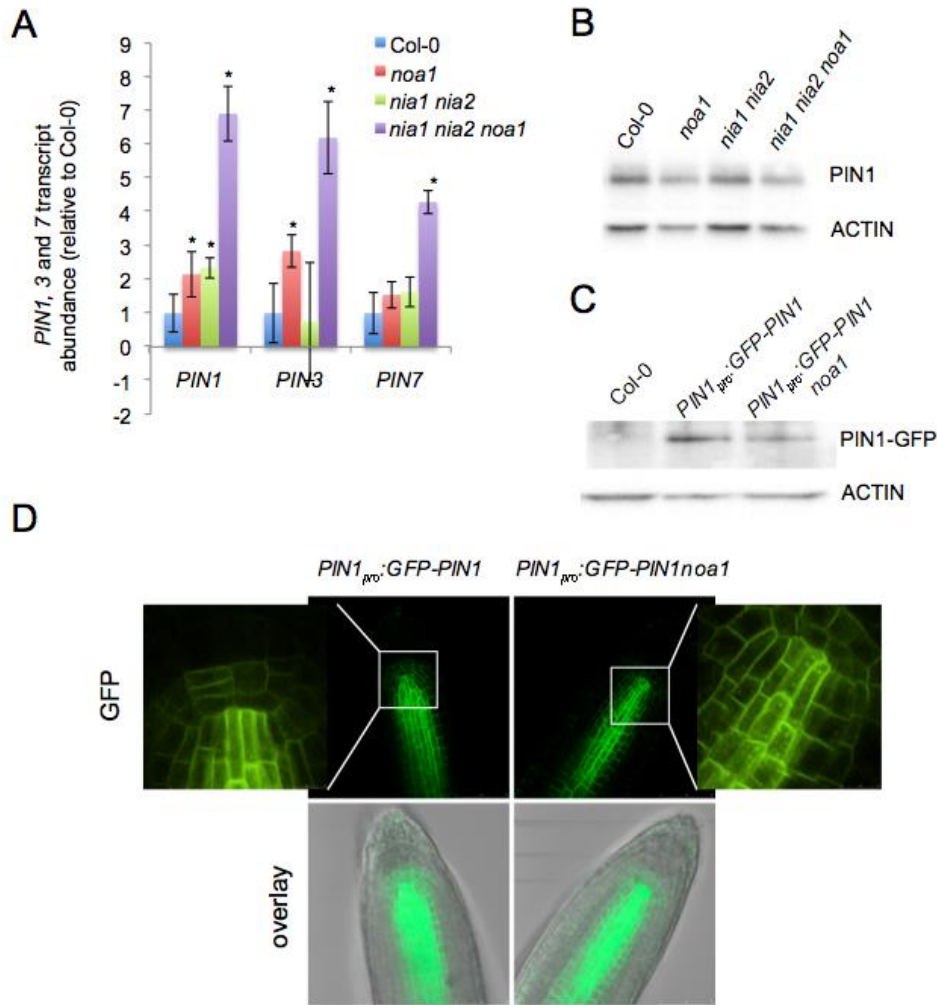 A
PIN1, 3 and 7 transcript
abundance (relative to Col-0)
9
8
7
6
5
4
3
2
1
0
-1
-2
*
*
*
*
*
*
PIN1
PIN3
PIN7
Col-0
noa1
nia1 nia2
nia1 nia2 noa1
B
Col-0
noa1
nia1 nia2
nia1 nia2 noa1
PIN1
ACTIN
C
Col-0
PIN1pro:GFP-PIN1
PIN1pro:GFP-PIN1
noa1
PIN1-GFP
ACTIN
D
PIN1pro:GFP-PIN1
PIN1pro:GFP-PIN1noa1
GFP
overlay